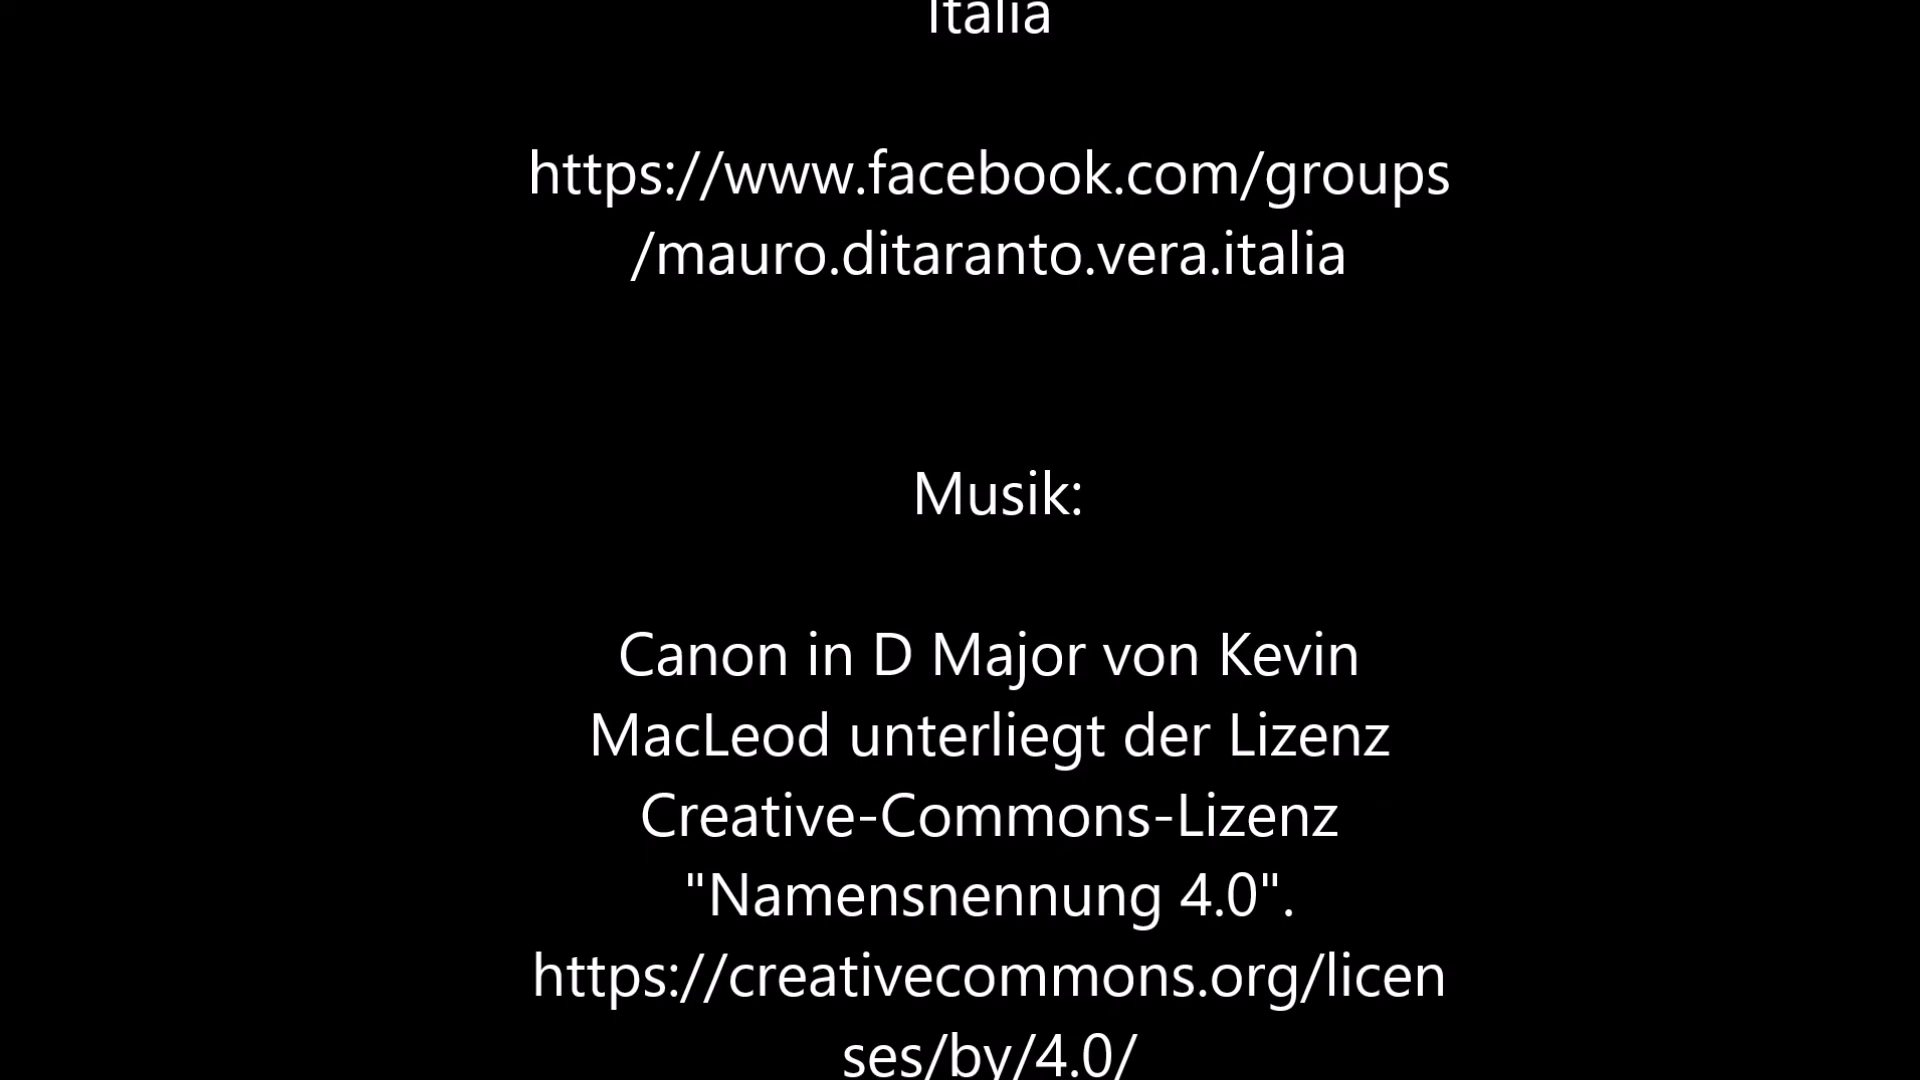 Italia
https://www.facebook.com/groups
/mauro.ditaranto.vera.italia
Musik:
Canon in D Major von Kevin
MacLeod unterliegt der Lizenz
Creative-Commons-Lizenz
"Namensnennung 4.0".
https://creativecommons.org/licen
ses/by/4.0/